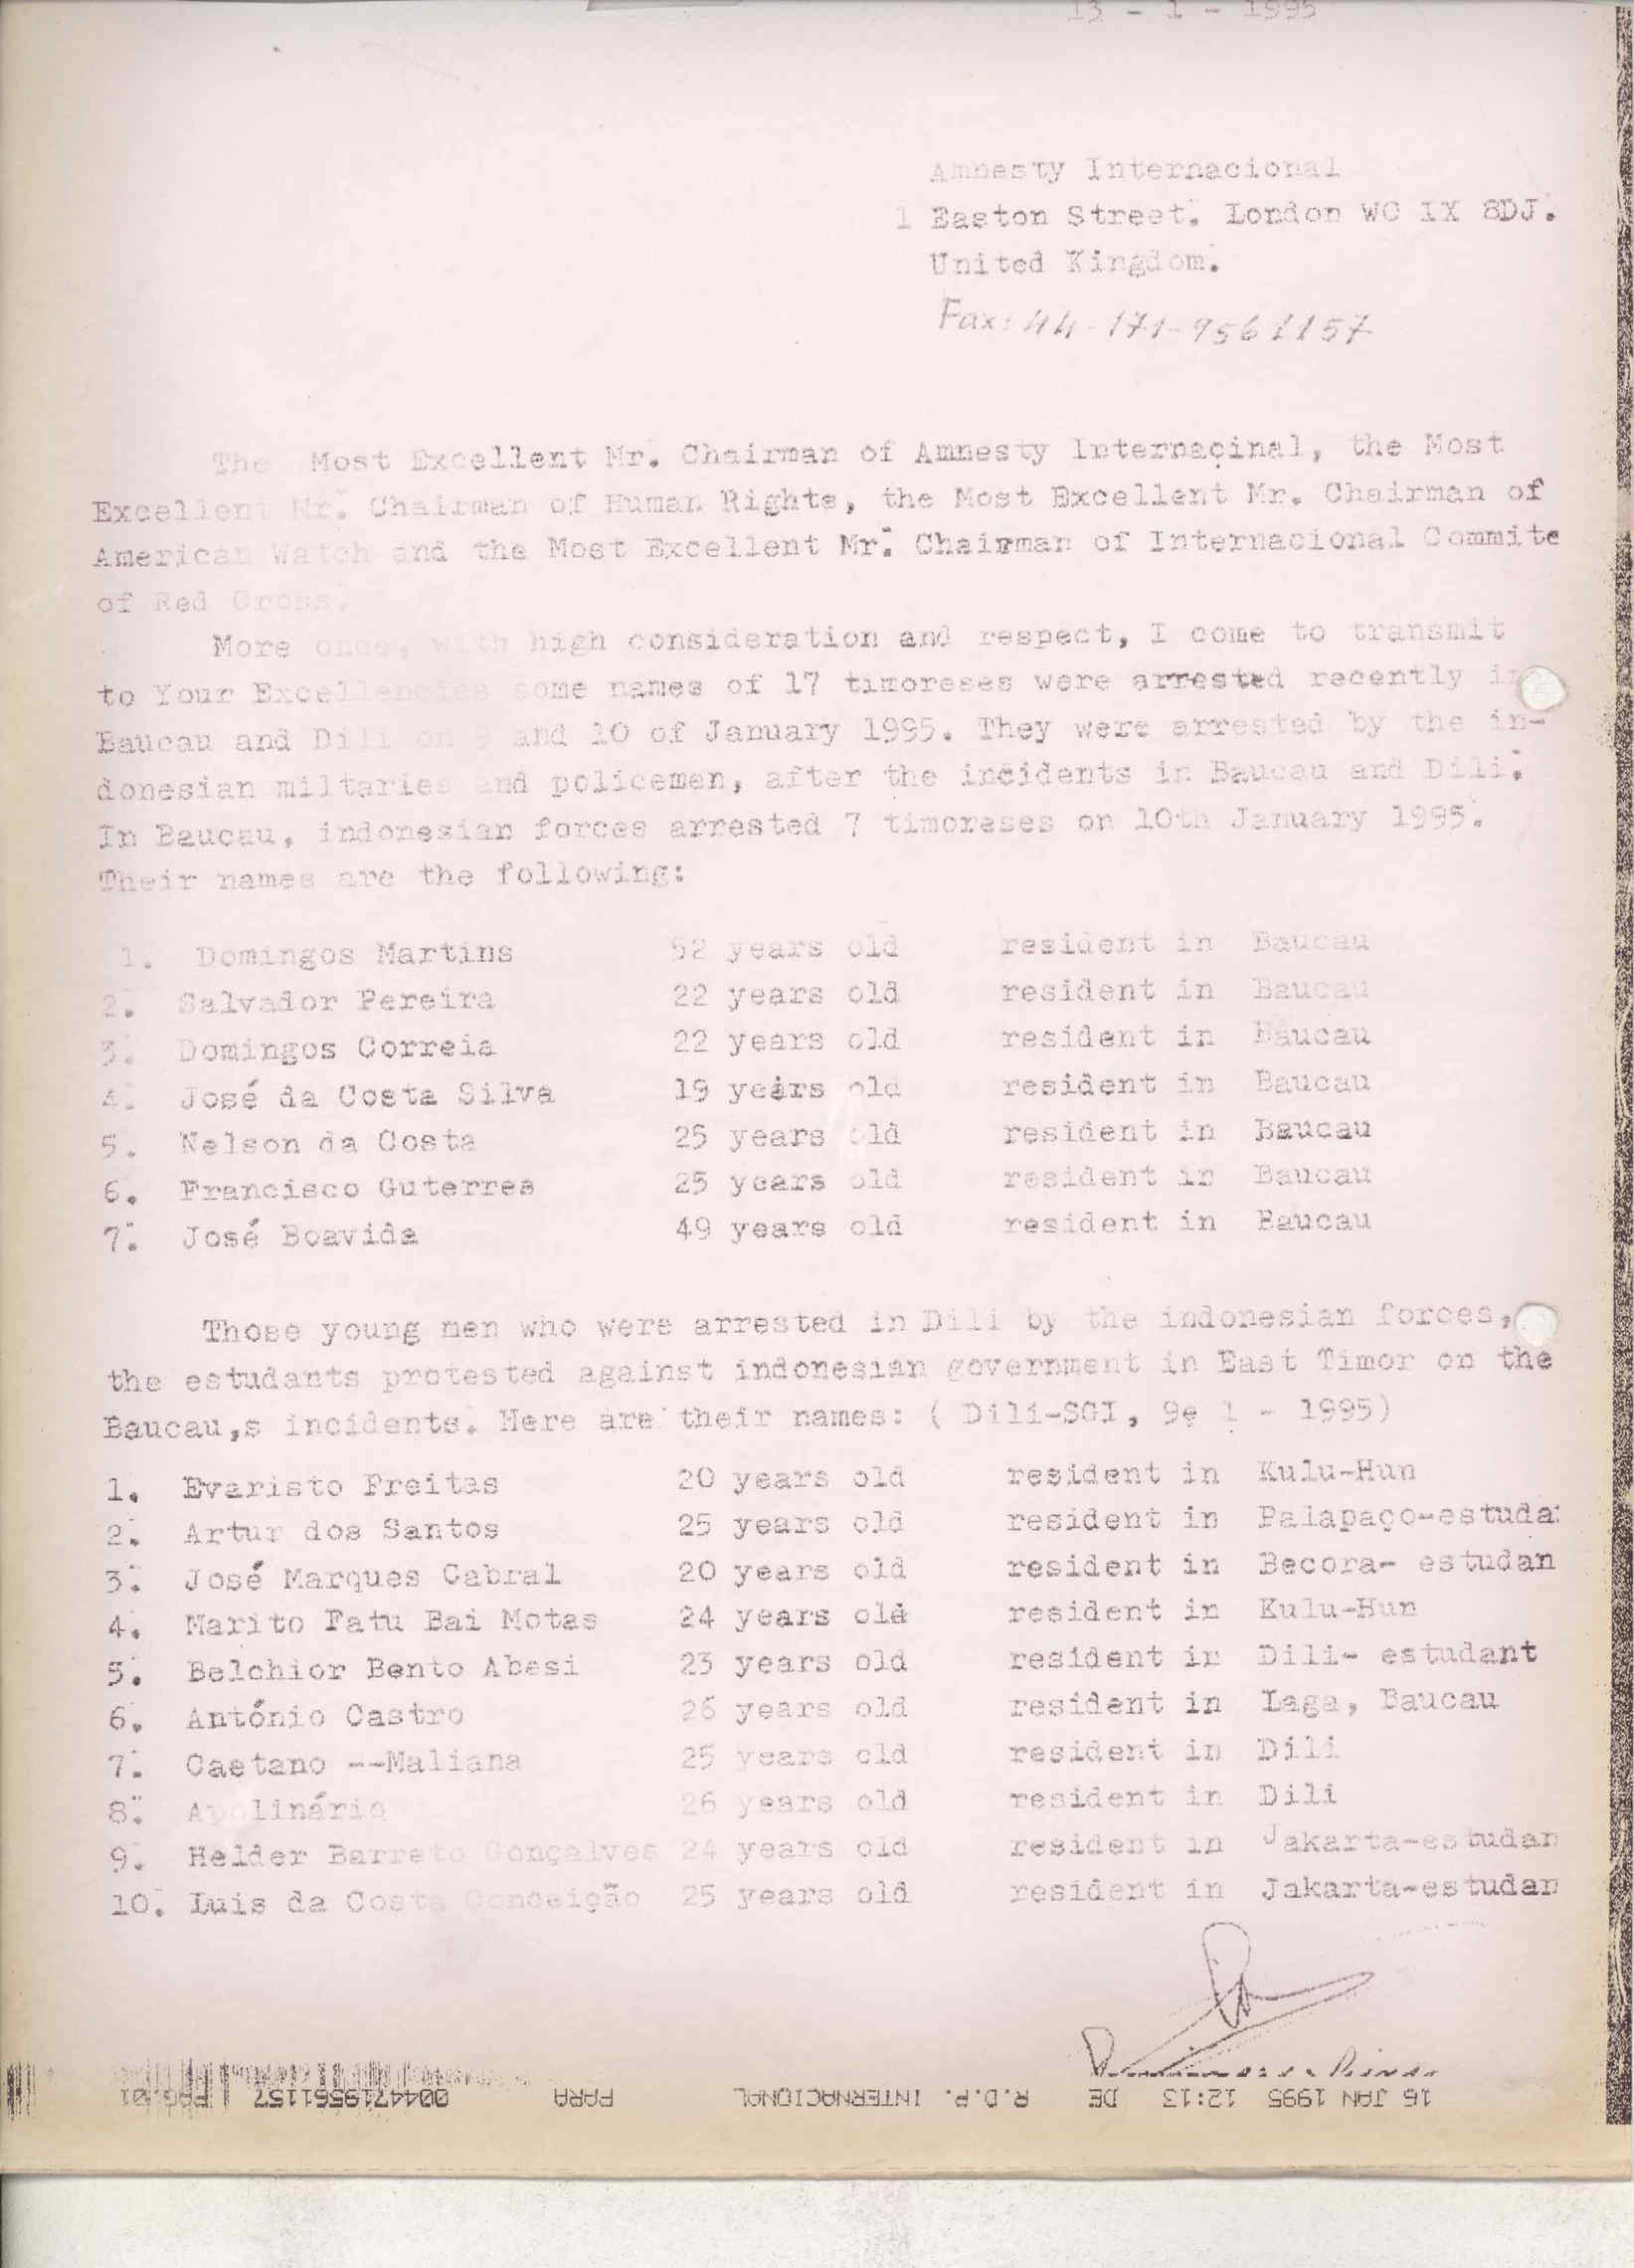 13 - 1 - 1995
Amnesty Internacional
1 Easton Street. London WC IX 8DJ.
United Kingdom.
Fax: 44-171-9561157
The Most Excellent Mr. Chairman of Amnesty Internaçinal, the Most
Excellent Mr. Chairman of Human Rights, the Most Excellent Mr. Chairman of
American Watch and the Most Excellent Mr. Chairman of Internacional Commite
of Red Cross.
More once, with high consideration and respect, I come to transmit
to Your Excellencies some names of 17 timoreses were arrested recently in
Baucau and Dili on 9 and 10 of January 1995. They were arrested by the in-
donesian miltaries and policemen, after the incidents in Baucau and Dili.
In Baucau, indonesian forces arrested 7 timoreses on 10th January 1995.
Their names are the following:
1. Domingos Martins 52 years old resident in Baucau
2. Salvador Pereira 22 years old resident in Baucau
3. Domingos Correia 22 years old resident in Baucau
4. José da Costa Silva 19 years old resident in Baucau
5. Nelson da Costa 25 years old resident in Baucau
6. Francisco Guterres 25 years old resident in Baucau
7. José Boavida 49 years old resident in Baucau
Those young men who were arrested in Dili by the indonesian forces,
the estudants protested against indonesian government in East Timor on the
Baucau,s incidents. Here are their names: ( Dili-SGI, 9e 1 - 1995)
1. Evaristo Freitas 20 years old resident in Kulu-Hun
2. Artur dos Santos 25 years old resident in Palapaço-estuda
3. José Marques Cabral 20 years old resident in Becora- estudan
4. Marito Fatu Bai Motas 24 years old resident in Kulu-Hun
5. Belchior Bento Abesi 23 years old resident in Dili- estudant
6. António Castro 26 years old resident in Laga, Baucau
7. Caetano --Maliana 25 years old resident in Dili
8. Apolinário 26 years old resident in Dili
9. Helder Barreto Gonçalves 24 years old resident in Jakarta-estudan
10. Luis da Costa Conceição 25 years old resident in Jakarta-estudan
16 JAN 1995 12:13 DE R.D.P. INTERNACIONAL PARA 0044719561157 PAG.01